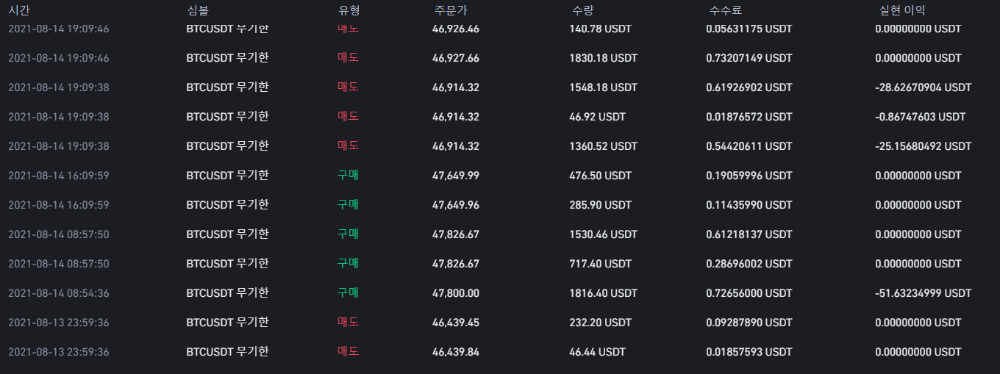 시간 심볼 유형 주문가 수량 수수료 실현 이익
2021-08-14 19:09:46 BTCUSDT 무기한 매도 46,926.46 140.78 USDT 0.05631175 USDT 0.00000000 USDT
2021-08-14 19:09:46 BTCUSDT 무기한 매도 46,927.66 1830.18 USDT 0.73207149 USDT 0.00000000 USDT
2021-08-14 19:09:38 BTCUSDT 무기한 매도 46,914.32 1548.18 USDT 0.61926902 USDT -28.62670904 USDT
2021-08-14 19:09:38 BTCUSDT 무기한 매도 46,914.32 46.92 USDT 0.01876572 USDT -0.86747603 USDT
2021-08-14 19:09:38 BTCUSDT 무기한 매도 46,914.32 1360.52 USDT 0.54420611 USDT -25.15680492 USDT
2021-08-14 16:09:59 BTCUSDT 무기한 구매 47,649.99 476.50 USDT 0.19059996 USDT 0.00000000 USDT
2021-08-14 16:09:59 BTCUSDT 무기한 구매 47,649.96 285.90 USDT 0.11435990 USDT 0.00000000 USDT
2021-08-14 08:57:50 BTCUSDT 무기한 구매 47,826.67 1530.46 USDT 0.61218137 USDT 0.00000000 USDT
2021-08-14 08:57:50 BTCUSDT 무기한 구매 47,826.67 717.40 USDT 0.28696002 USDT 0.00000000 USDT
2021-08-14 08:54:36 BTCUSDT 무기한 구매 47,800.00 1816.40 USDT 0.72656000 USDT -51.63234999 USDT
2021-08-13 23:59:36 BTCUSDT 무기한 매도 46,439.45 232.20 USDT 0.09287890 USDT 0.00000000 USDT
2021-08-13 23:59:36 BTCUSDT 무기한 매도 46,439.84 46.44 USDT 0.01857593 USDT 0.00000000 USDT